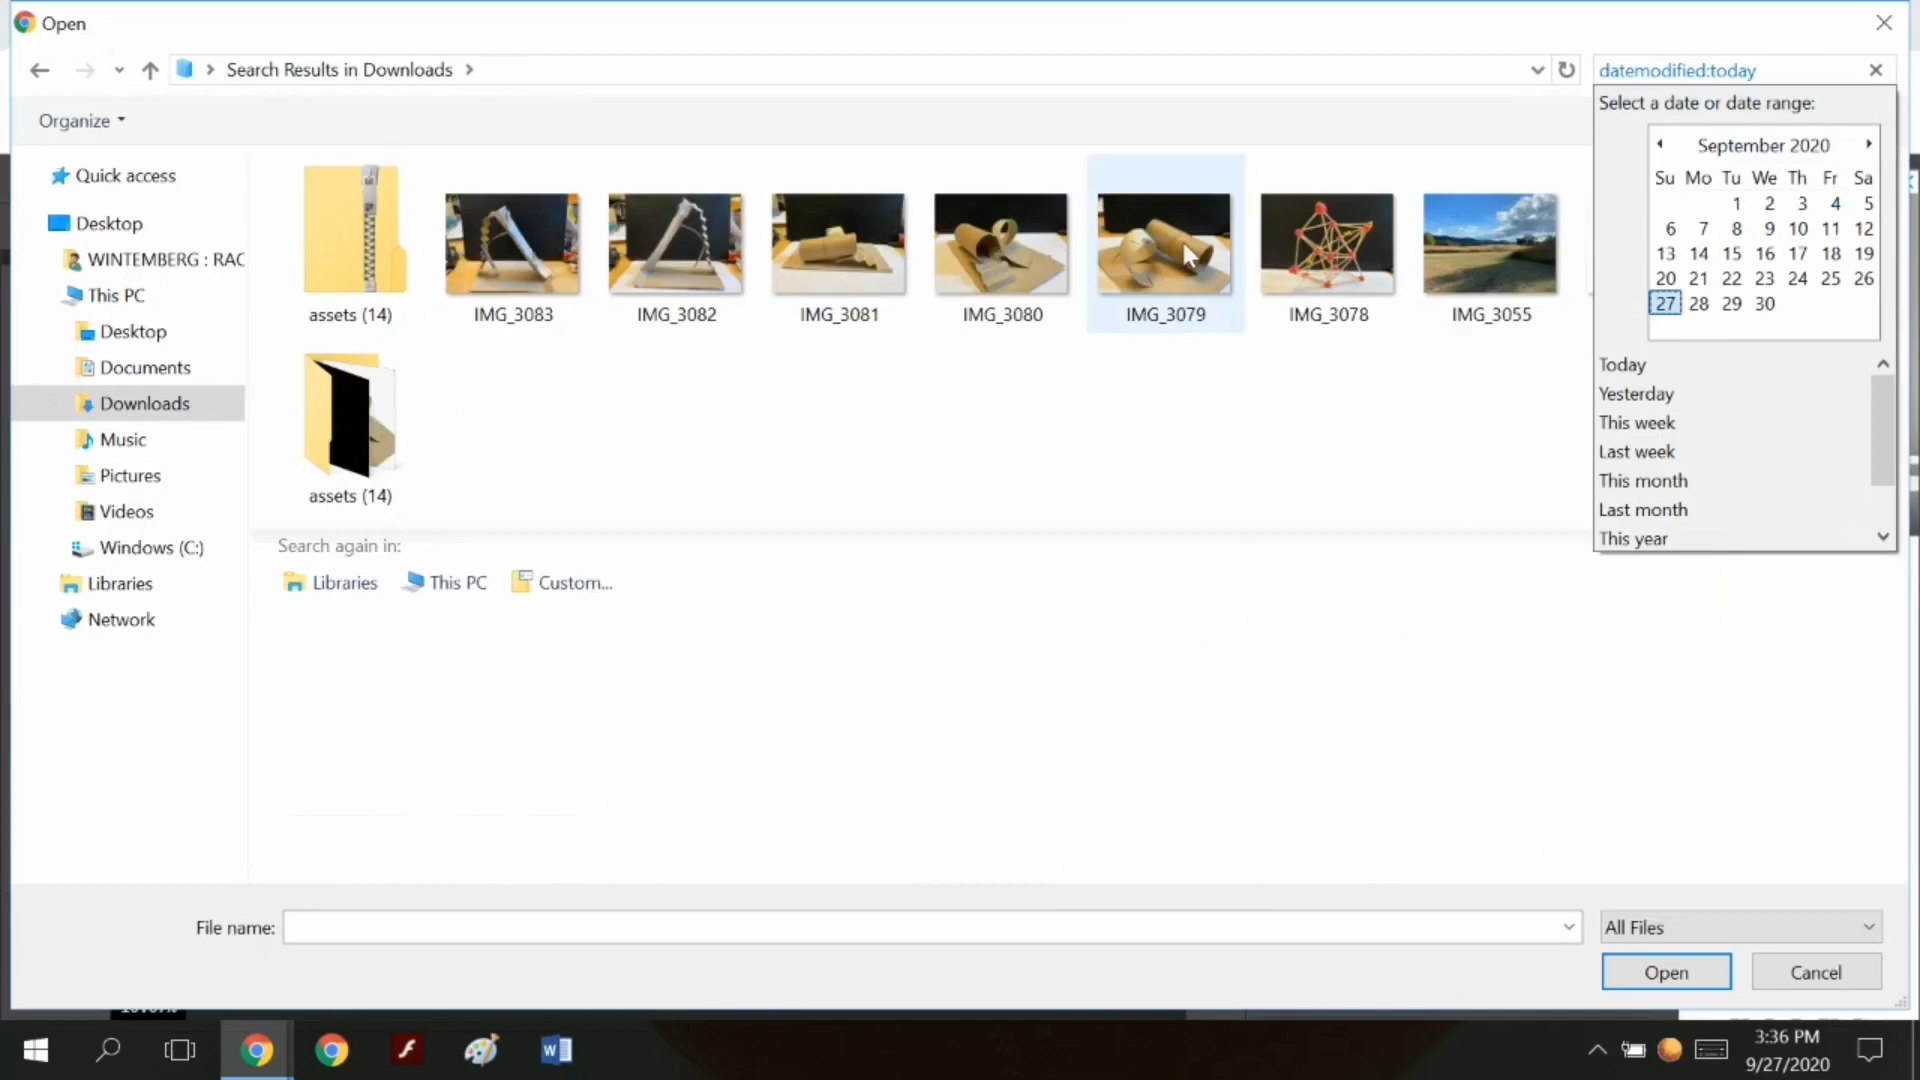 Open
Search Results in Downloads
datemodified:today
Organize
Select a date or date range:
September 2020
Su Mo Tu We Th Fr Sa
1 2 3 4 5
6 7 8 9 10 11 12
13 14 15 16 17 18 19
20 21 22 23 24 25 26
27 28 29 30
Today
Yesterday
This week
Last week
This month
Last month
This year
Quick access
Desktop
WINTEMBERG : RAC
This PC
Desktop
Documents
Downloads
Music
Pictures
Videos
Windows (C:)
Libraries
Network
assets (14)
IMG_3083
IMG_3082
IMG_3081
IMG_3080
IMG_3079
IMG_3078
IMG_3055
assets (14)
Search again in:
Libraries
This PC
Custom...
File name:
All Files
Open
Cancel
3:36 PM
9/27/2020